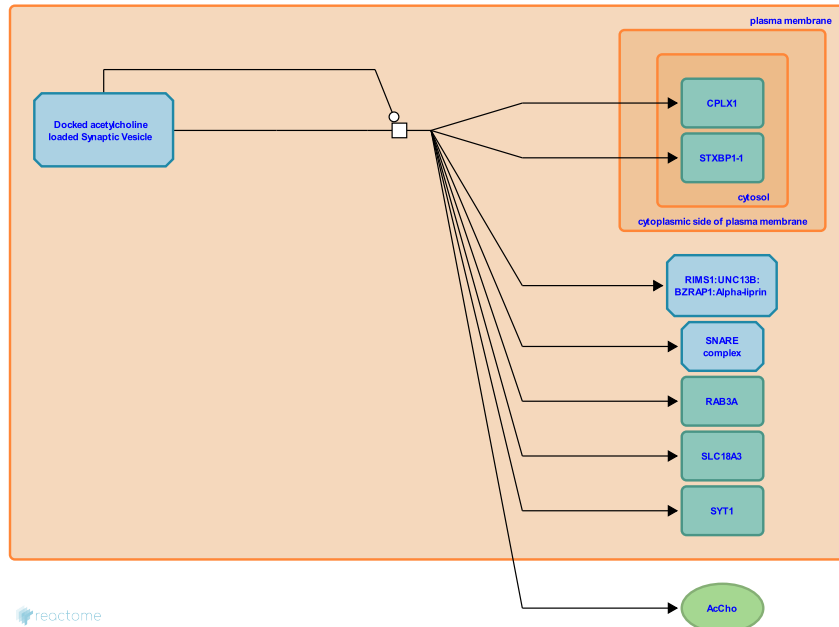 plasma membrane
Docked acetylcholine
loaded Synaptic Vesicle
CPLX1
STXBP1-1
cytosol
cytoplasmic side of plasma membrane
RIMS1:UNC13B:
BZRAP1:Alpha-liprin
SNARE
complex
RAB3A
SLC18A3
SYT1
AcCho
reactome